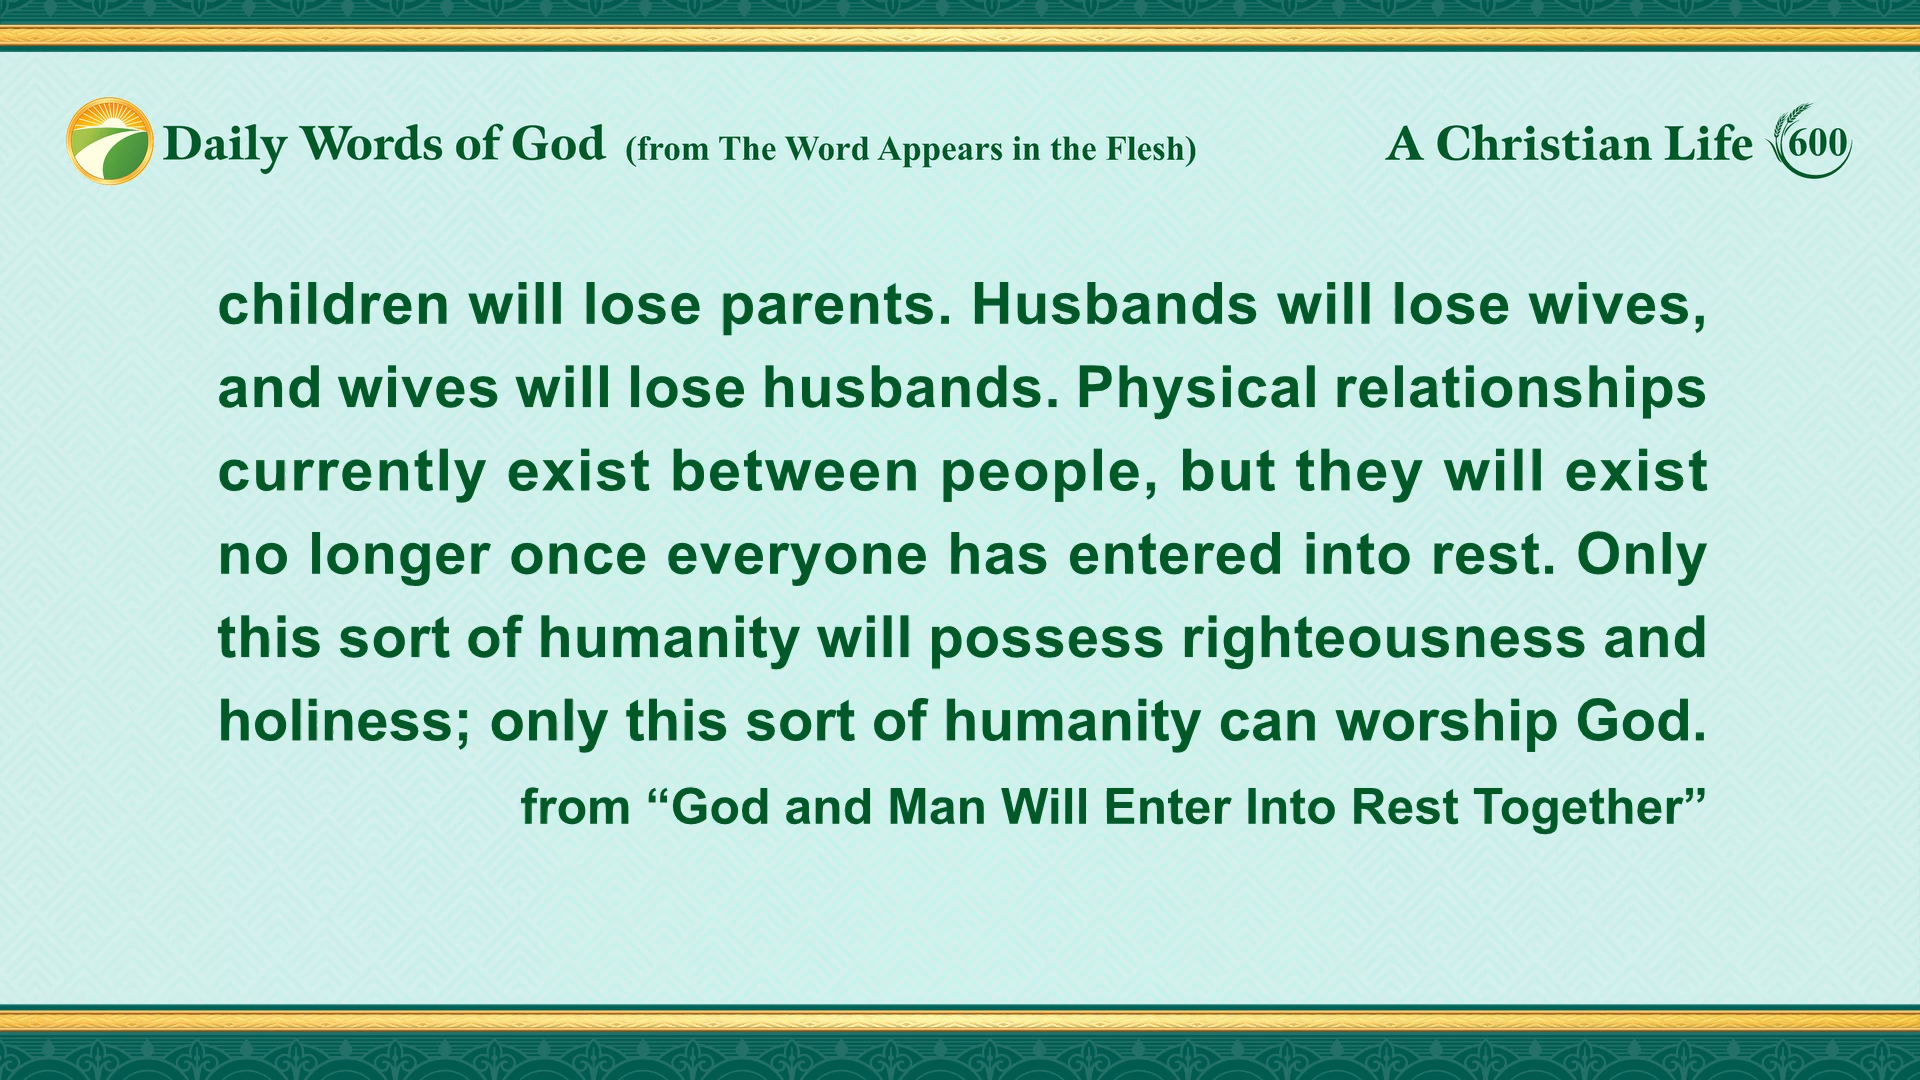 Daily Words of God (from The Word Appears in the Flesh)
A Christian Life 600
children will lose parents. Husbands will lose wives,
and wives will lose husbands. Physical relationships
currently exist between people, but they will exist
no longer once everyone has entered into rest. Only
this sort of humanity will possess righteousness and
holiness; only this sort of humanity can worship God.
from “God and Man Will Enter Into Rest Together”